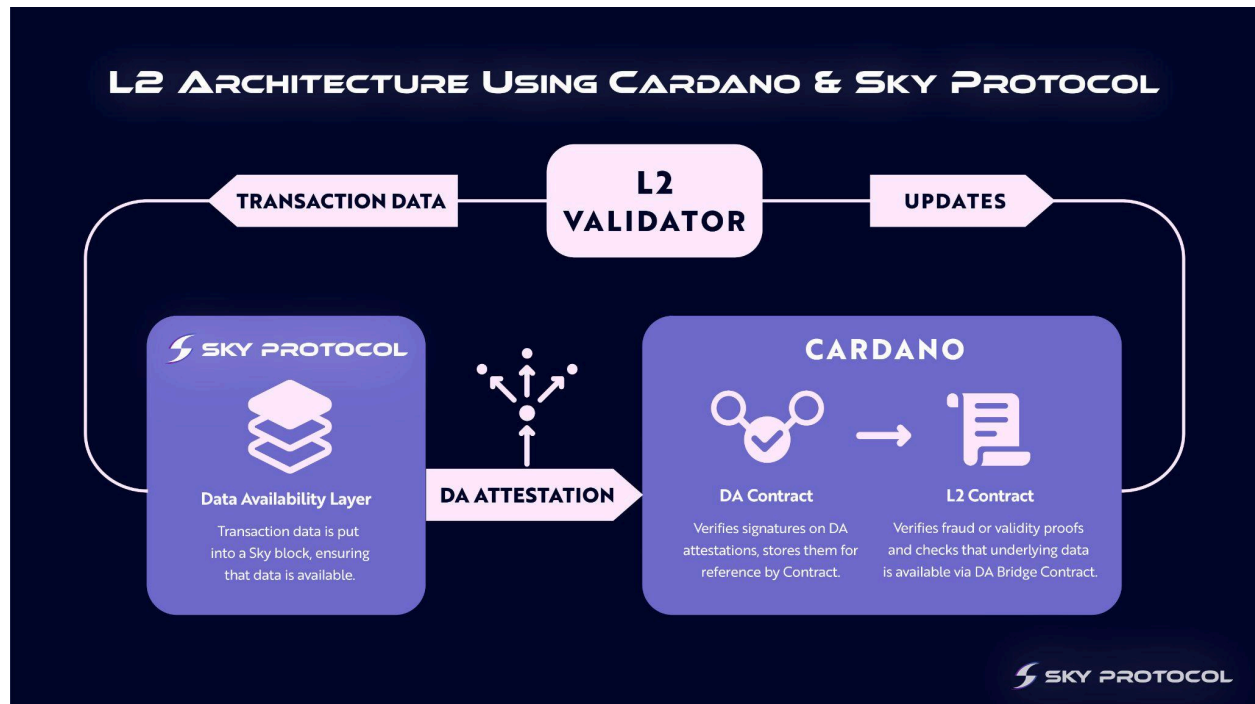 L2 Architecture Using Cardano & Sky Protocol
TRANSACTION DATA
L2
VALIDATOR
UPDATES
SKY PROTOCOL
Data Availability Layer
Transaction data is put
into a Sky block, ensuring
that data is available.
DA ATTESTATION
CARDANO
DA Contract
Verifies signatures on DA
attestations, stores them for
reference by Contract.
L2 Contract
Verifies fraud or validity proofs
and checks that underlying data
is available via DA Bridge Contract.
SKY PROTOCOL